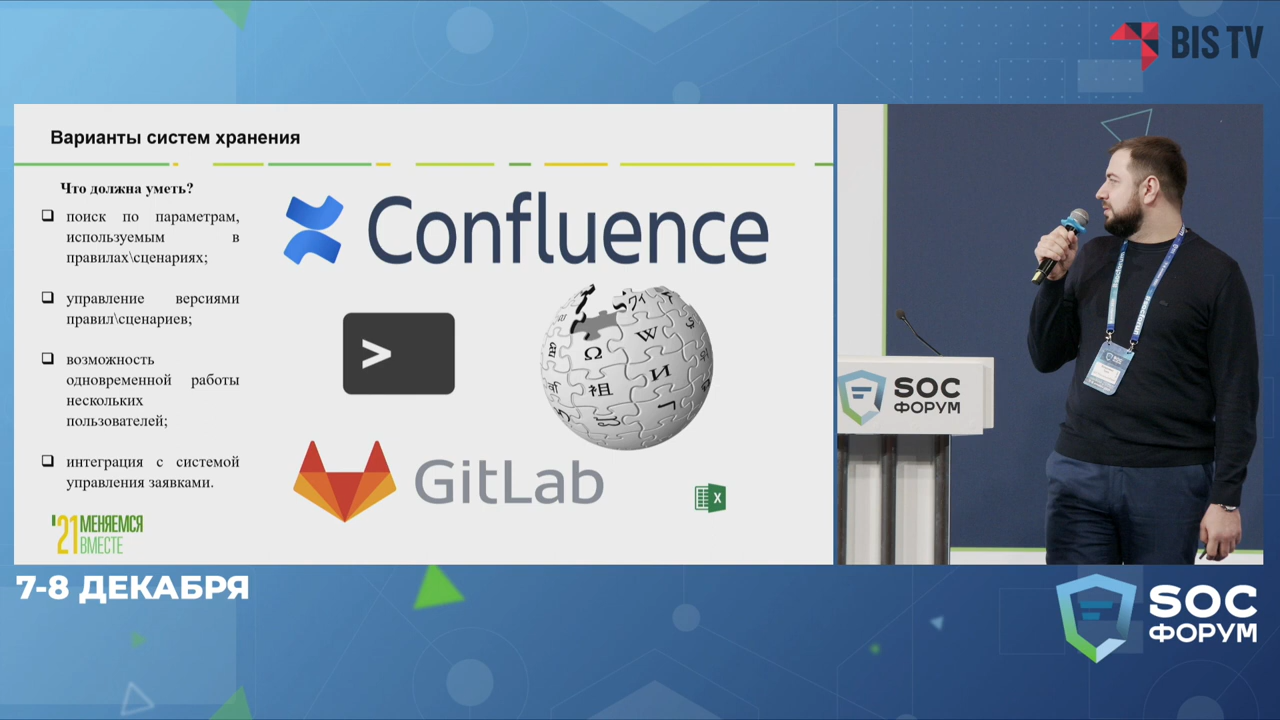 BIS TV
Варианты систем хранения
Что должна уметь?
поиск по параметрам,
используемым в
правилах\сценариях;
управление версиями
правил\сценариев;
возможность
одновременной работы
нескольких
пользователей;
интеграция с системой
управления заявками.
Confluence
>
Ω
W
И
祖
GitLab
X
'21 МЕНЯЕМСЯ
ВМЕСТЕ
SOC
ФОРУМ
7-8 ДЕКАБРЯ
SOC
ФОРУМ